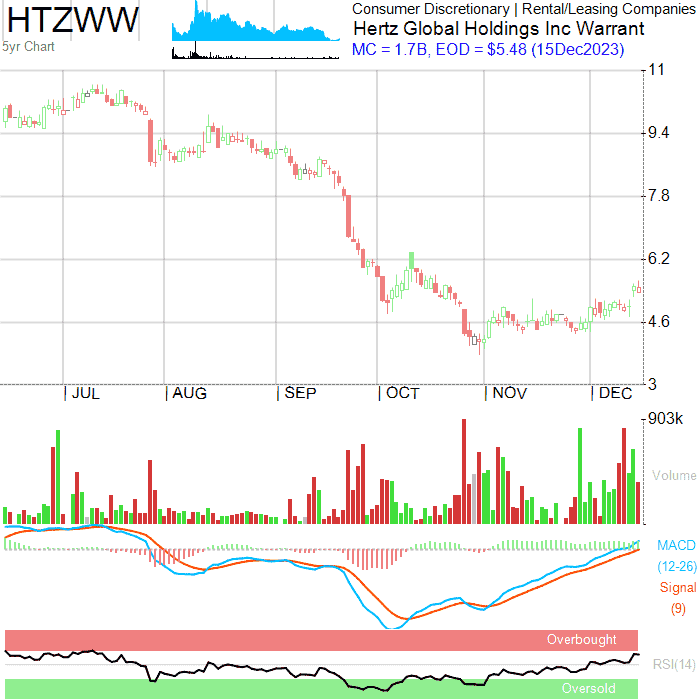 HTZWW
5yr Chart
Consumer Discretionary | Rental/Leasing Companies
Hertz Global Holdings Inc Warrant
MC = 1.7B, EOD = $5.48 (15Dec2023)
11
9.4
7.8
6.2
4.6
3
| JUL | AUG | SEP | OCT | NOV | DEC
903k
Volume
MACD
(12-26)
Signal
(9)
Overbought
RSI(14)
Oversold